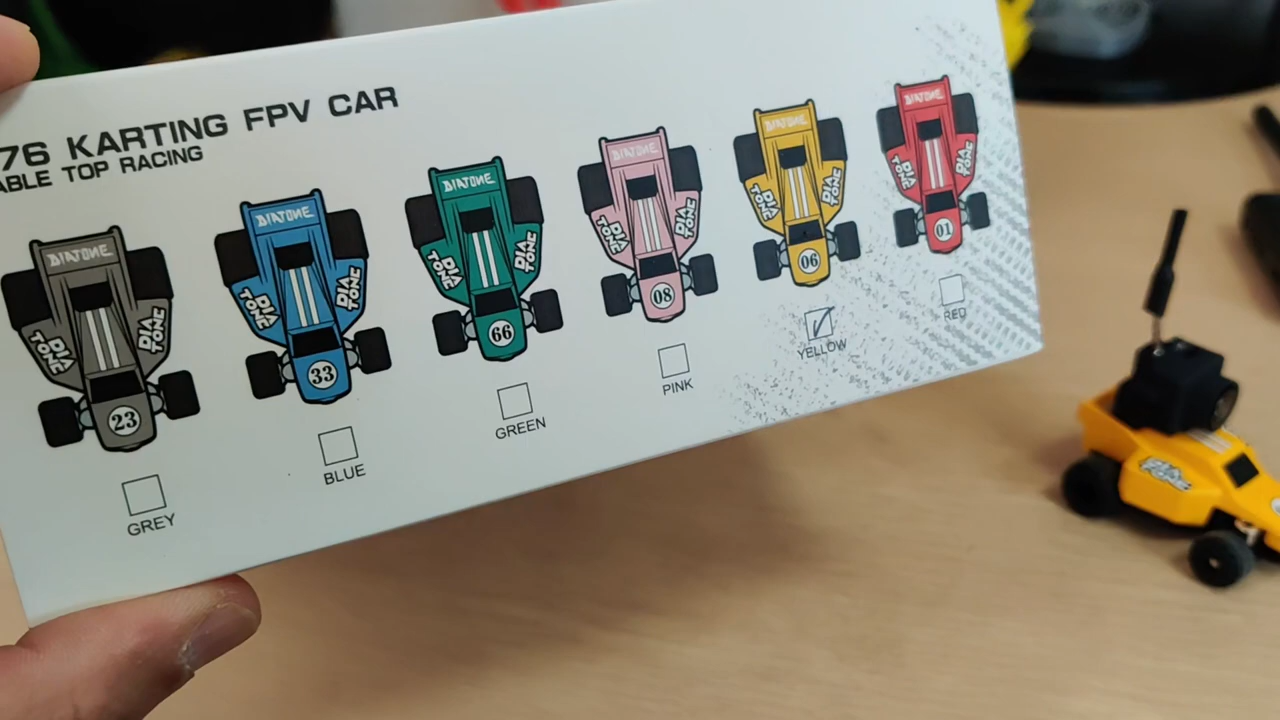 76 KARTING FPV CAR
ABLE TOP RACING
DIATONE
DIA
TONE
DIA
TONE
23
GREY
DIATONE
DIA
TONE
DIA
TONE
33
BLUE
DIATONE
DIA
TONE
DIA
TONE
66
GREEN
DIATONE
DIA
TONE
DIA
TONE
08
PINK
DIATONE
DIA
TONE
DIA
TONE
06
YELLOW
DIATONE
DIA
TONE
DIA
TONE
01
RED